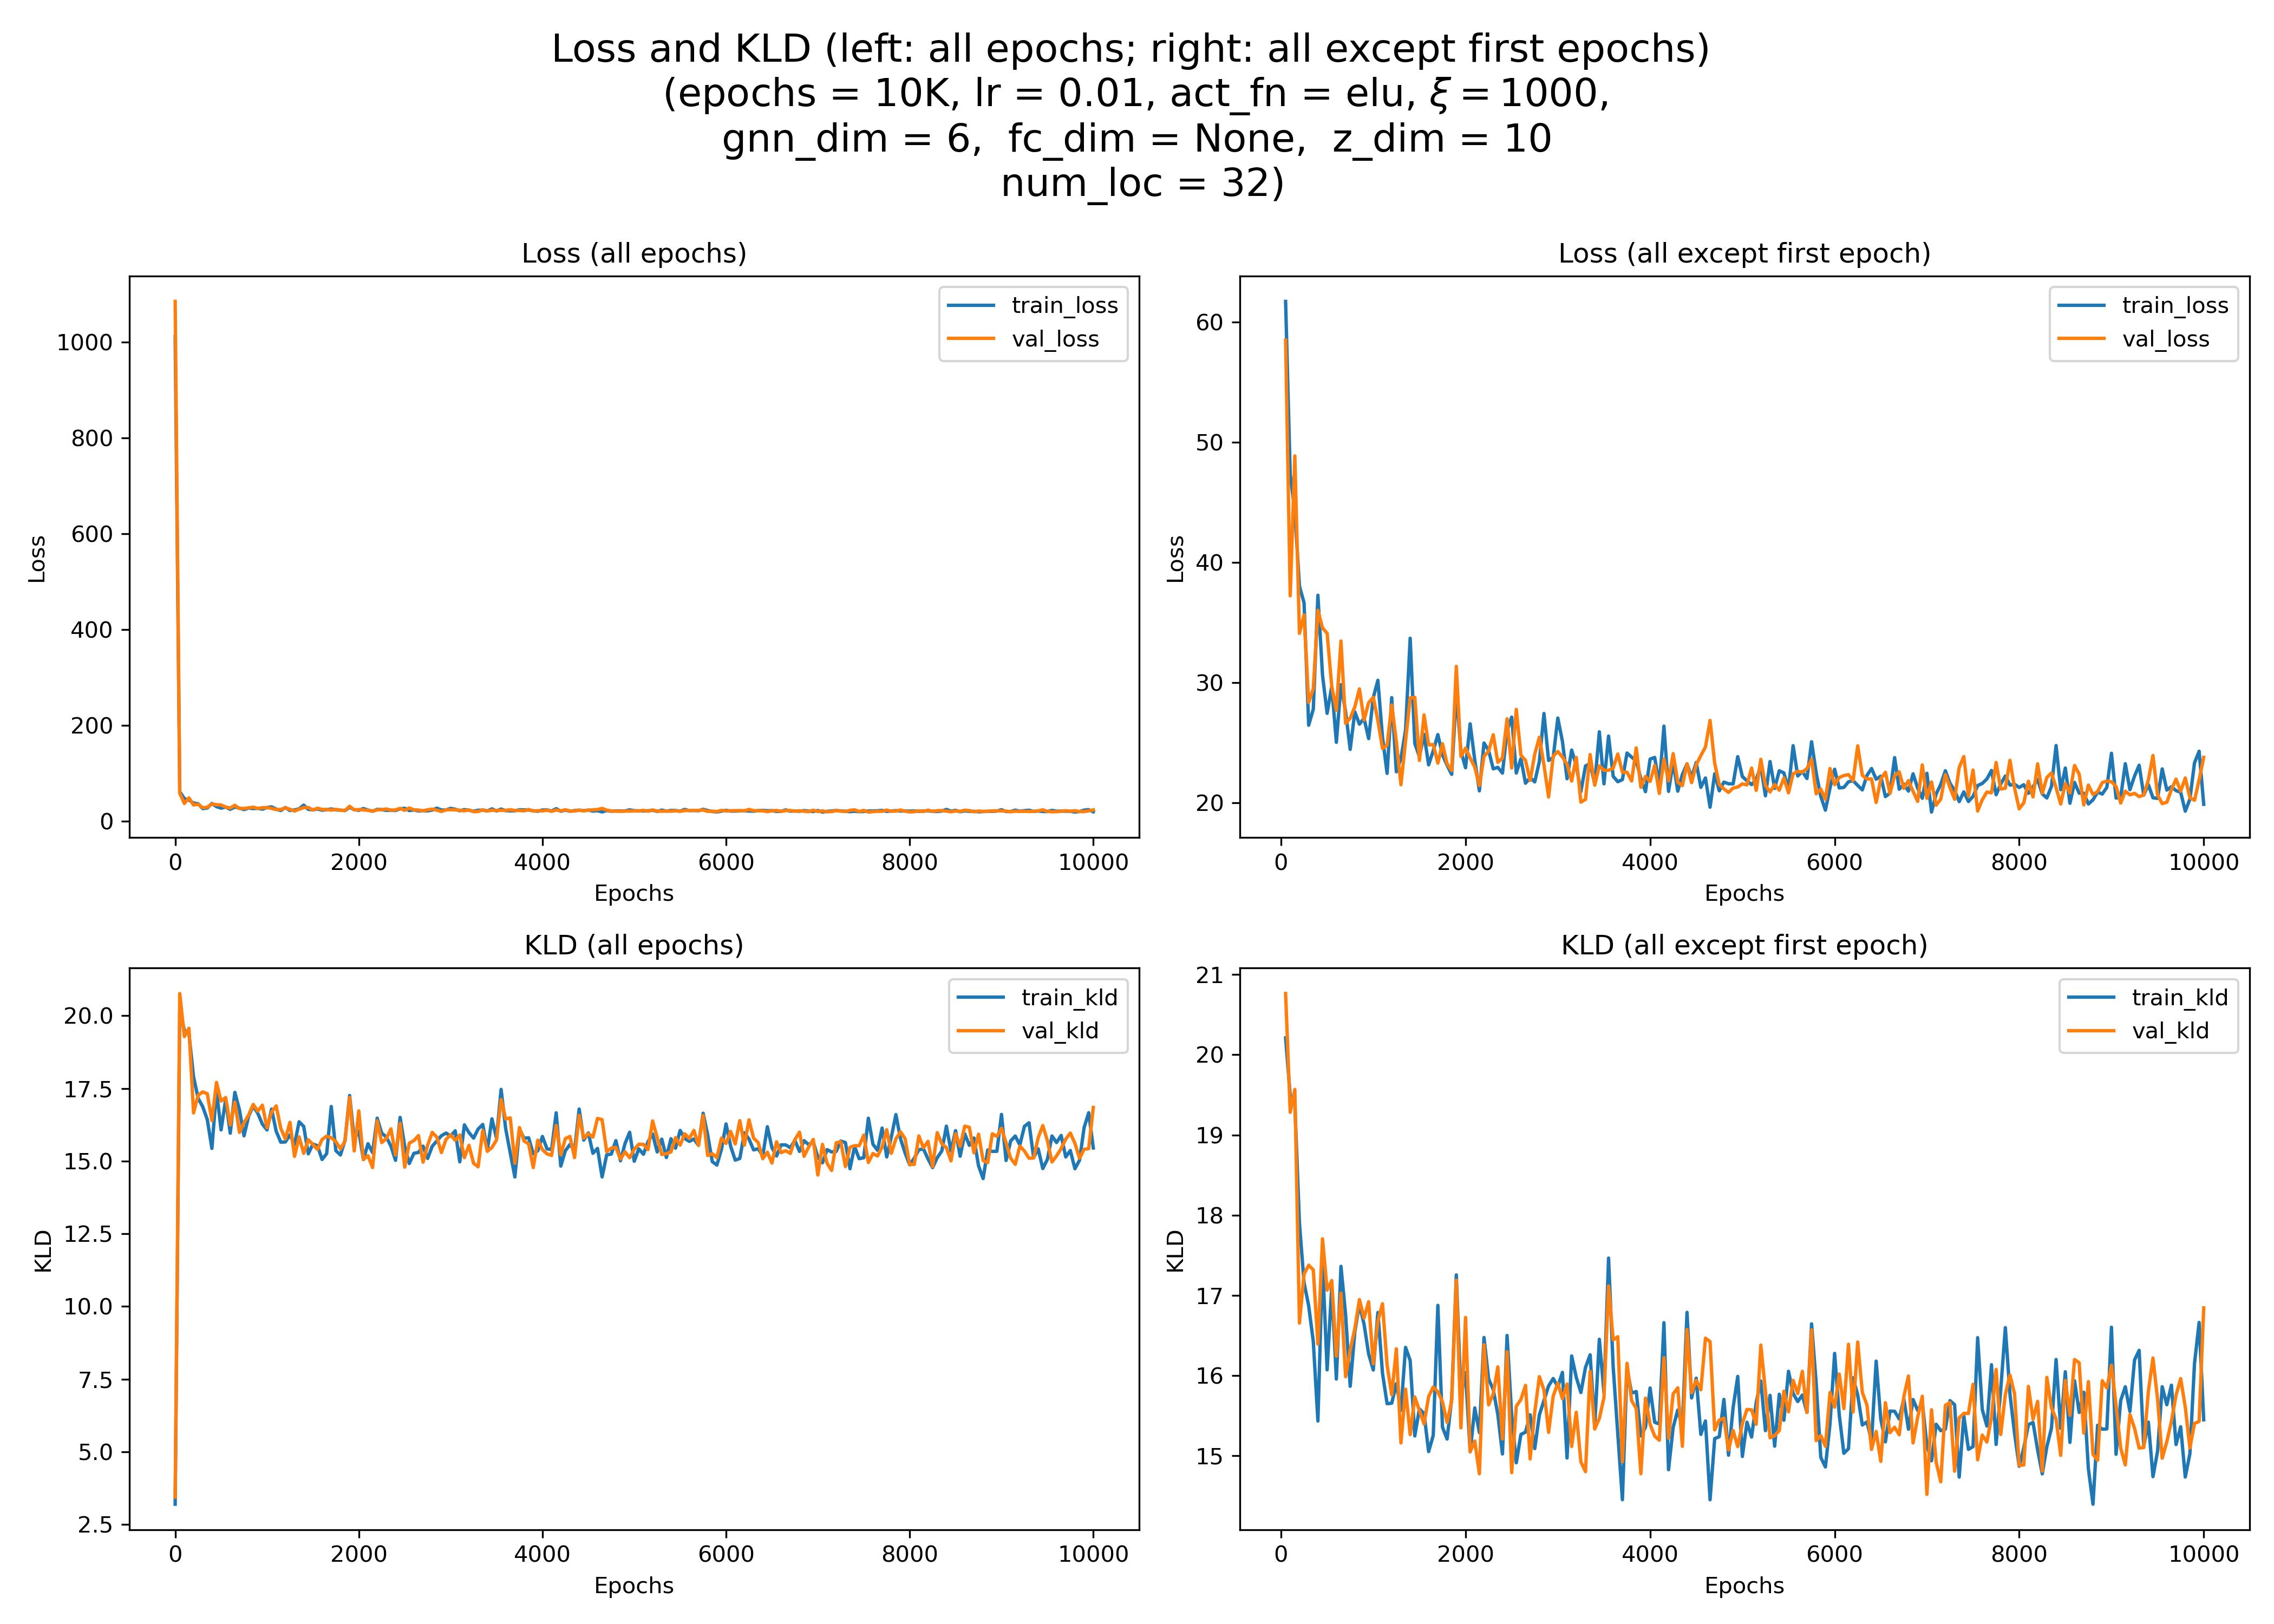 Loss and KLD (left: all epochs; right: all except first epochs)
(epochs = 10K, lr = 0.01, act_fn = elu, ξ = 1000,
gnn_dim = 6,  fc_dim = None,  z_dim = 10
num_loc = 32)
Loss (all epochs)
train_loss
val_loss
1000
800
600
400
200
0
Loss
0 2000 4000 6000 8000 10000
Epochs
Loss (all except first epoch)
train_loss
val_loss
60
50
40
30
20
Loss
0 2000 4000 6000 8000 10000
Epochs
KLD (all epochs)
train_kld
val_kld
20.0
17.5
15.0
12.5
10.0
7.5
5.0
2.5
KLD
0 2000 4000 6000 8000 10000
Epochs
KLD (all except first epoch)
train_kld
val_kld
21
20
19
18
17
16
15
KLD
0 2000 4000 6000 8000 10000
Epochs